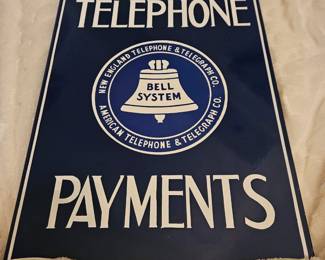 TELEPHONE
NEW ENGLAND TELEPHONE & TELEGRAPH CO.
BELL
SYSTEM
AMERICAN TELEPHONE & TELEGRAPH CO.
PAYMENTS